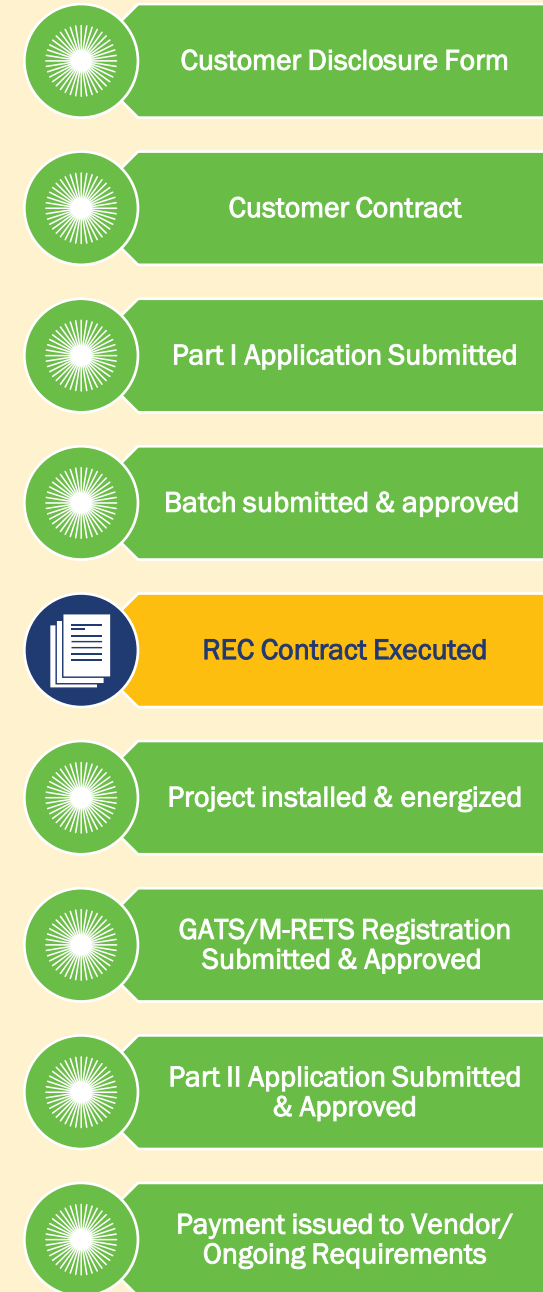 Customer Disclosure Form
Customer Contract
Part I Application Submitted
Batch submitted & approved
REC Contract Executed
Project installed & energized
GATS/M-RETS Registration
Submitted & Approved
Part II Application Submitted
& Approved
Payment issued to Vendor/
Ongoing Requirements